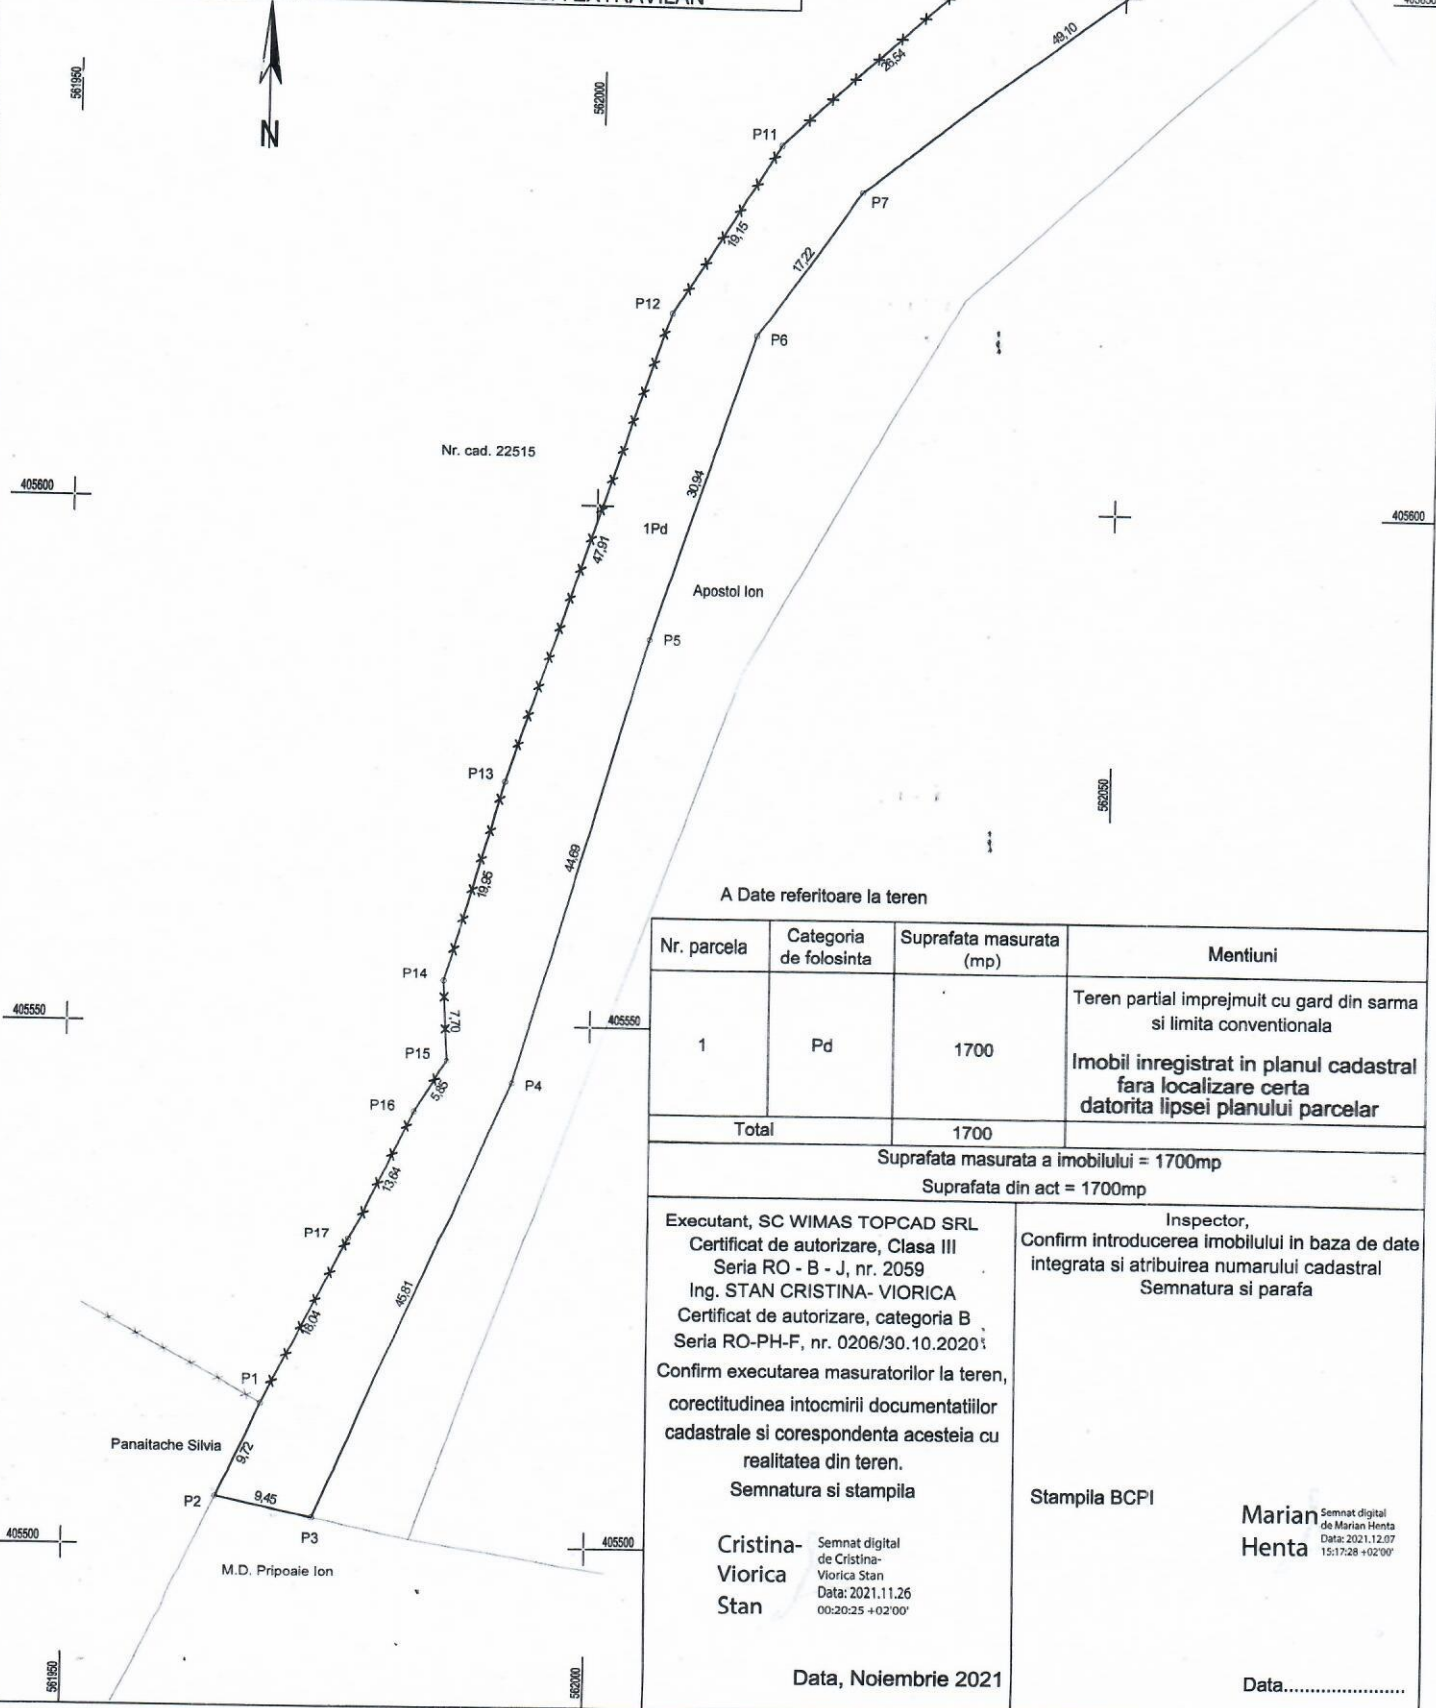 561950
N
562000
P11
26,54
49,10
P7
19,15
17,22
P12
P6
Nr. cad. 22515
405600
30,94
1Pd
405600
47,91
Apostol Ion
P5
P13
562050
44,69
19,95
P14
405550
7,70
405550
P15
P4
5,85
P16
13,64
P17
45,81
18,04
P1
Panaitache Silvia
9,72
P2
9,45
P3
405500
405500
M.D. Pripoaie Ion
561950
562000
A Date referitoare la teren
Nr. parcela
Categoria
de folosinta
Suprafata masurata
(mp)
Mentiuni
1
Pd
1700
Teren partial imprejmuit cu gard din sarma
si limita conventionala
Imobil inregistrat in planul cadastral
fara localizare certa
datorita lipsei planului parcelar
Total
1700
Suprafata masurata a imobilului = 1700mp
Suprafata din act = 1700mp
Executant, SC WIMAS TOPCAD SRL
Certificat de autorizare, Clasa III
Seria RO - B - J, nr. 2059
Ing. STAN CRISTINA- VIORICA
Certificat de autorizare, categoria B
Seria RO-PH-F, nr. 0206/30.10.2020
Confirm executarea masuratorilor la teren,
corectitudinea intocmirii documentatiilor
cadastrale si corespondenta acesteia cu
realitatea din teren.
Semnatura si stampila
Cristina-
Viorica
Stan
Semnat digital
de Cristina-
Viorica Stan
Data: 2021.11.26
00:20:25 +02'00'
Data, Noiembrie 2021
Inspector,
Confirm introducerea imobilului in baza de date
integrata si atribuirea numarului cadastral
Semnatura si parafa
Stampila BCPI
Marian
Henta
Semnat digital
de Marian Henta
Data: 2021.12.07
15:17:28 +02'00'
Data.......................